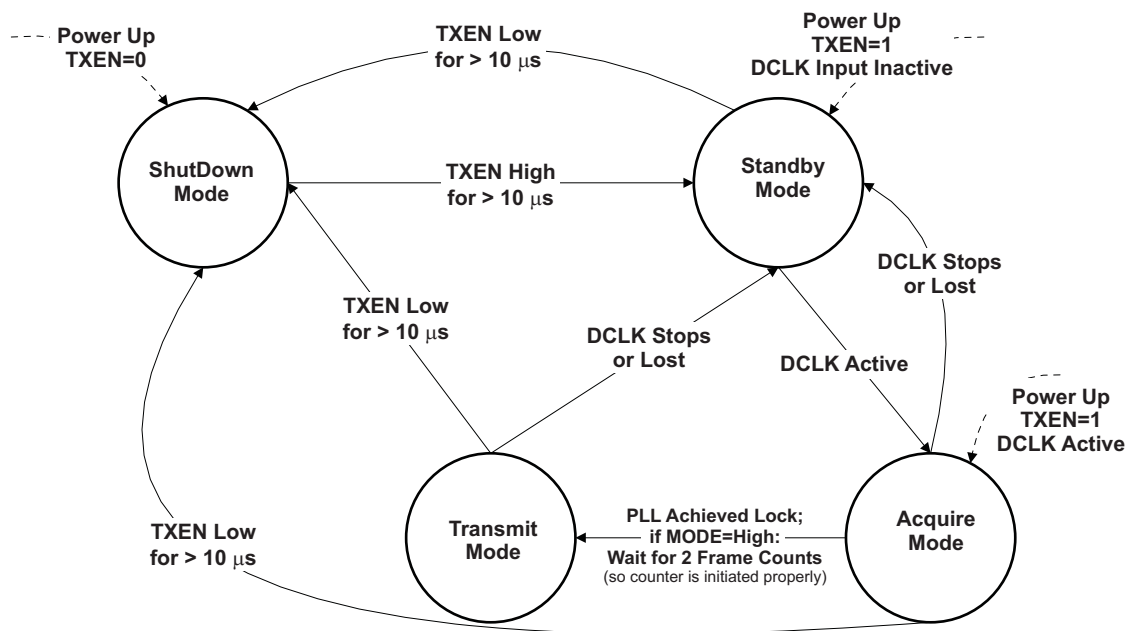 Power Up
TXEN=0
TXEN Low
for > 10 μs
Power Up
TXEN=1
DCLK Input Inactive
ShutDown
Mode
TXEN High
for > 10 μs
Standby
Mode
DCLK Stops
or Lost
TXEN Low
for > 10 μs
DCLK Stops
or Lost
DCLK Active
Power Up
TXEN=1
DCLK Active
TXEN Low
for > 10 μs
Transmit
Mode
PLL Achieved Lock;
if MODE=High:
Wait for 2 Frame Counts
(so counter is initiated properly)
Acquire
Mode